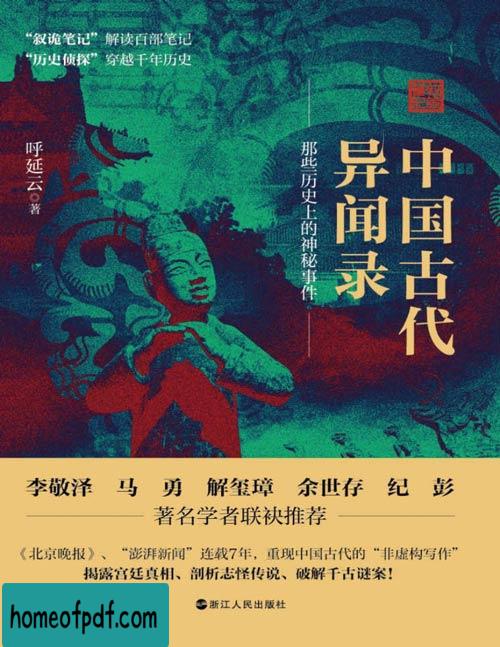 “叙诡笔记”解读百部笔记
“历史侦探”穿越千年历史
呼延云 著
中国古代
异闻录
那些历史上的神秘事件
李敬泽 马勇 解玺璋 余世存 纪彭
著名学者联袂推荐
《北京晚报》、“澎湃新闻”连载7年，重现中国古代的“非虚构写作”
揭露宫廷真相、剖析志怪传说、破解千古谜案！
浙江人民出版社
homeofpdf.com